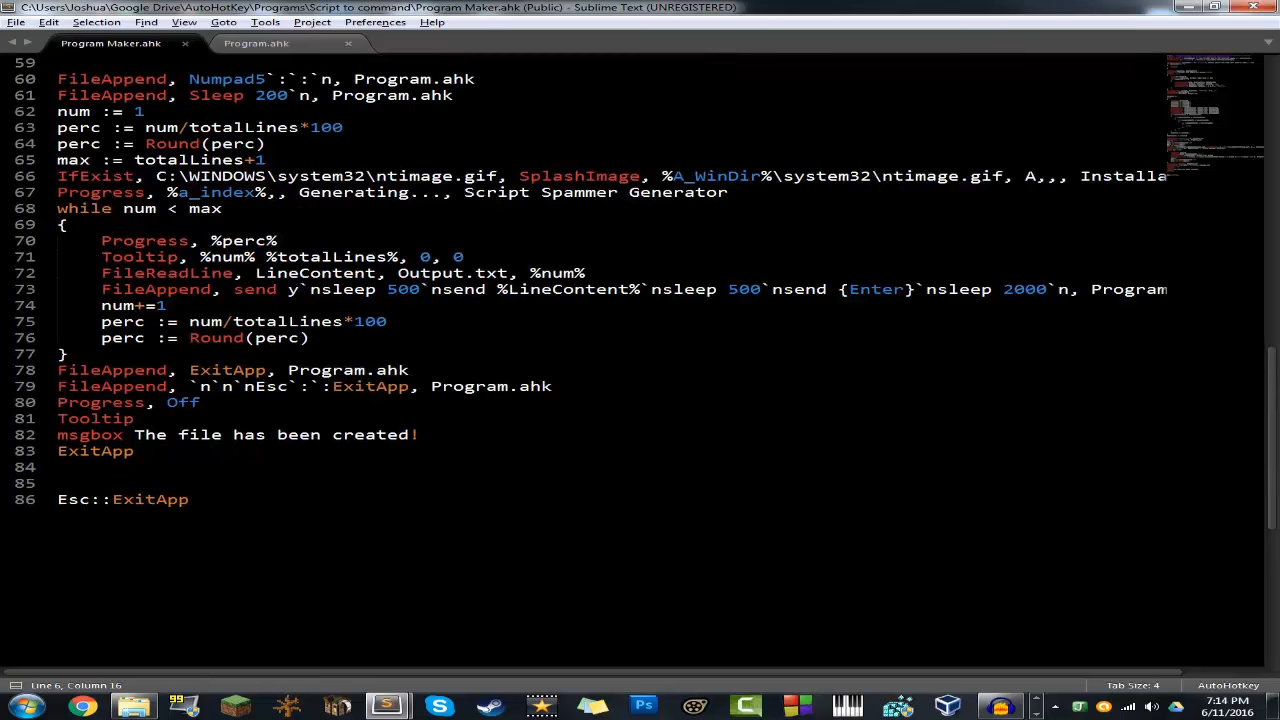 C:\Users\Joshua\Google Drive\AutoHotKey\Programs\Script to command\Program Maker.ahk (Public) - Sublime Text (UNREGISTERED)
File Edit Selection Find View Goto Tools Project Preferences Help
Program Maker.ahk × Program.ahk ×
59
60 FileAppend, Numpad5`:`:`n, Program.ahk
61 FileAppend, Sleep 200`n, Program.ahk
62 num := 1
63 perc := num/totalLines*100
64 perc := Round(perc)
65 max := totalLines+1
66 IfExist, C:\WINDOWS\system32\ntimage.gif, SplashImage, %A_WinDir%\system32\ntimage.gif, A,,, Installa
67 Progress, %a_index%,, Generating..., Script Spammer Generator
68 while num < max
69 {
70 Progress, %perc%
71 Tooltip, %num% %totalLines%, 0, 0
72 FileReadLine, LineContent, Output.txt, %num%
73 FileAppend, send y`nsleep 500`nsend %LineContent%`nsleep 500`nsend {Enter}`nsleep 2000`n, Program
74 num+=1
75 perc := num/totalLines*100
76 perc := Round(perc)
77 }
78 FileAppend, ExitApp, Program.ahk
79 FileAppend, `n`n`nEsc`:`:ExitApp, Program.ahk
80 Progress, Off
81 Tooltip
82 msgbox The file has been created!
83 ExitApp
84
85
86 Esc::ExitApp
Line 6, Column 16 Tab Size: 4 AutoHotkey
99 S Ps C
7:14 PM
6/11/2016